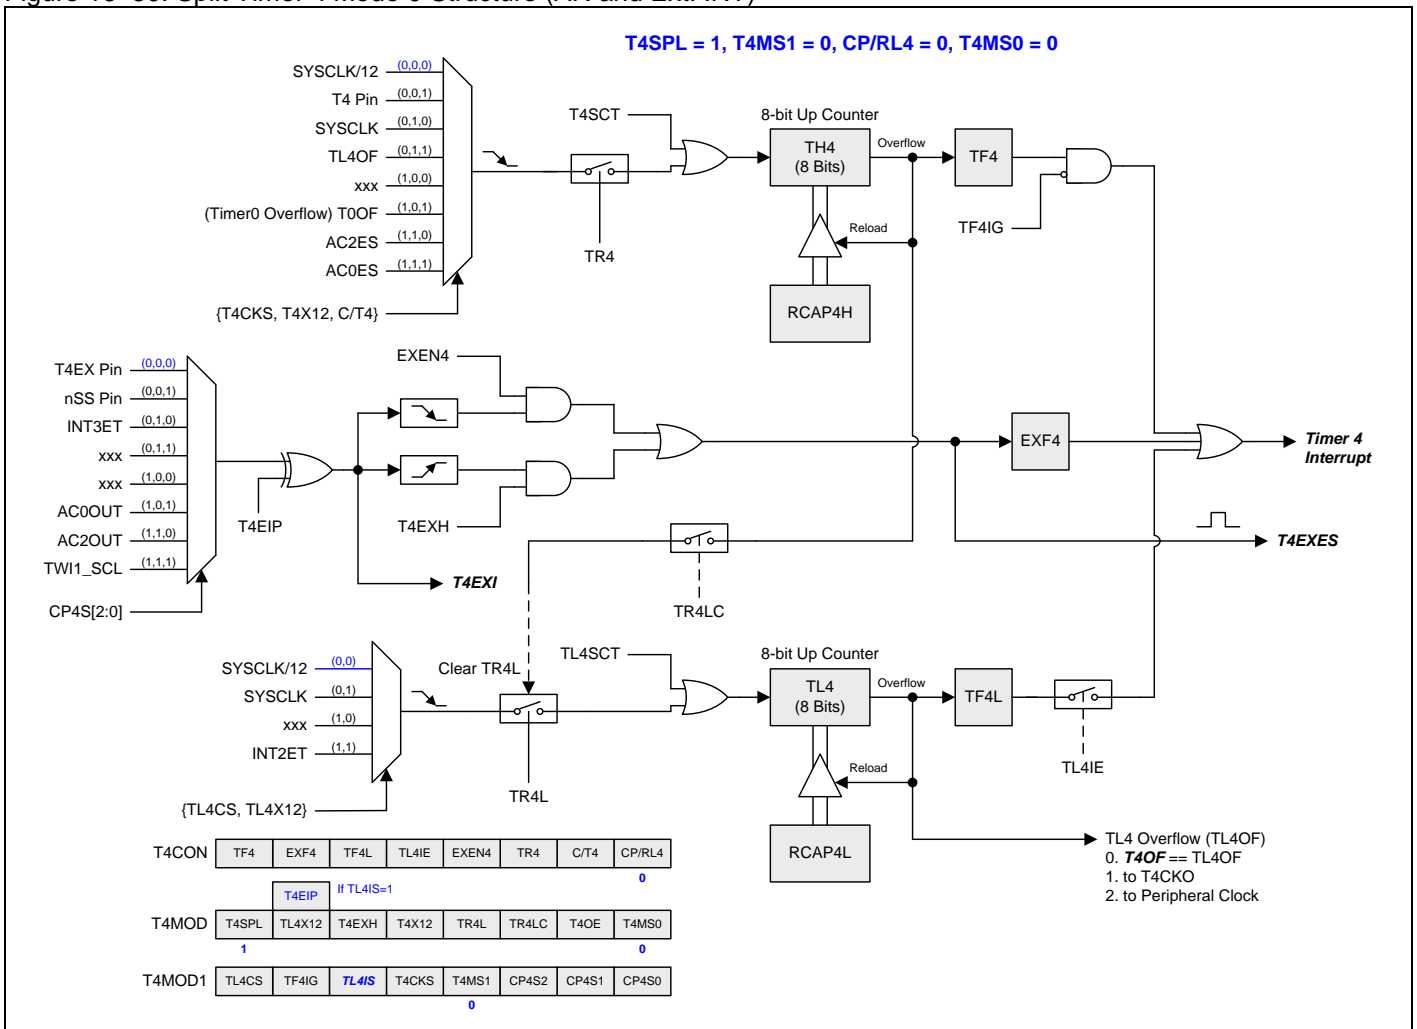 T4SPL = 1, T4MS1 = 0, CP/RL4 = 0, T4MS0 = 0
SYSCLK/12 (0,0,0)
T4 Pin (0,0,1)
SYSCLK (0,1,0)
TL4OF (0,1,1)
xxx (1,0,0)
(Timer0 Overflow) T0OF (1,0,1)
AC2ES (1,1,0)
AC0ES (1,1,1)
{T4CKS, T4X12, C/T4}
TR4
T4SCT
8-bit Up Counter
TH4
(8 Bits)
Overflow
TF4
TF4IG
Reload
RCAP4H
T4EX Pin (0,0,0)
nSS Pin (0,0,1)
INT3ET (0,1,0)
xxx (0,1,1)
xxx (1,0,0)
AC0OUT (1,0,1)
AC2OUT (1,1,0)
TWI1_SCL (1,1,1)
CP4S[2:0]
T4EIP
EXEN4
T4EXH
T4EXI
EXF4
Timer 4
Interrupt
T4EXES
TR4LC
SYSCLK/12 (0,0)
SYSCLK (0,1)
xxx (1,0)
INT2ET (1,1)
{TL4CS, TL4X12}
Clear TR4L
TR4L
TL4SCT
8-bit Up Counter
TL4
(8 Bits)
Overflow
TF4L
TL4IE
Reload
RCAP4L
TL4 Overflow (TL4OF)
0. T4OF == TL4OF
1. to T4CKO
2. to Peripheral Clock
T4CON TF4 EXF4 TF4L TL4IE EXEN4 TR4 C/T4 CP/RL4
0
T4EIP If TL4IS=1
T4MOD T4SPL TL4X12 T4EXH T4X12 TR4L TR4LC T4OE T4MS0
1 0
T4MOD1 TL4CS TF4IG TL4IS T4CKS T4MS1 CP4S2 CP4S1 CP4S0
0